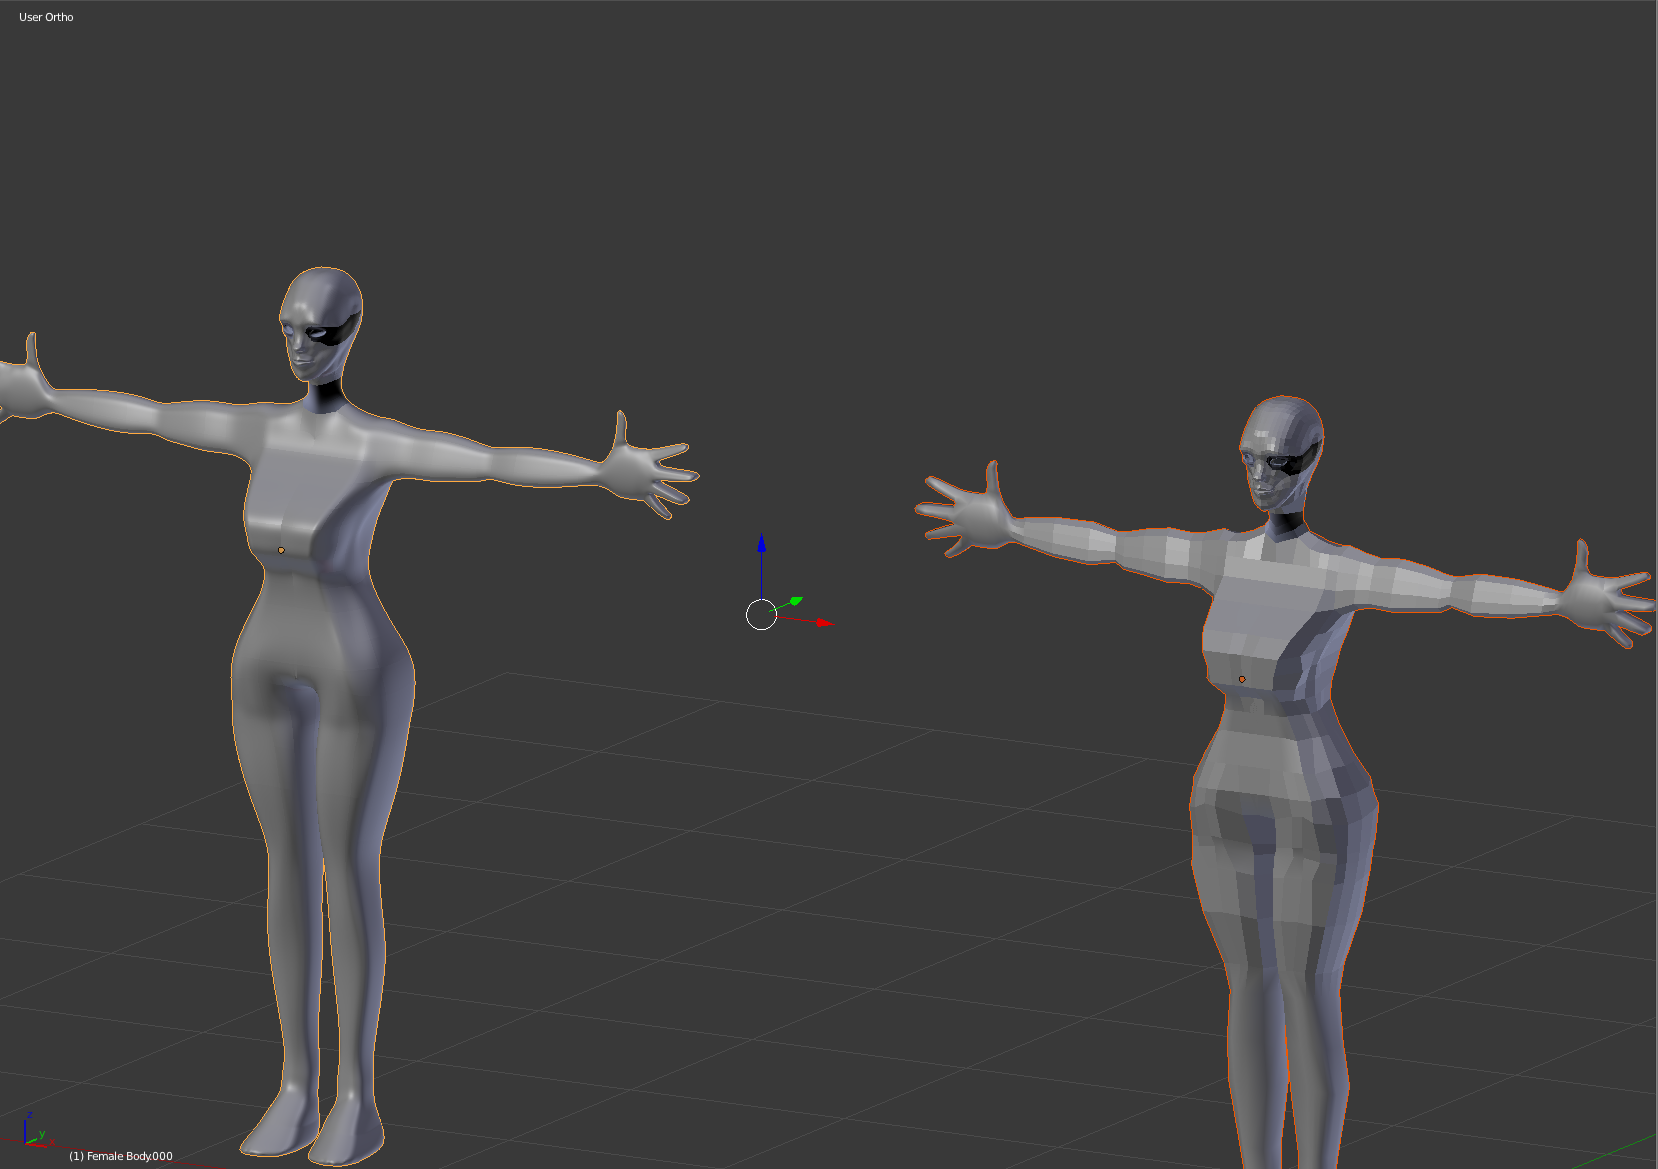 User Ortho
z
y
(1) Female Body.000